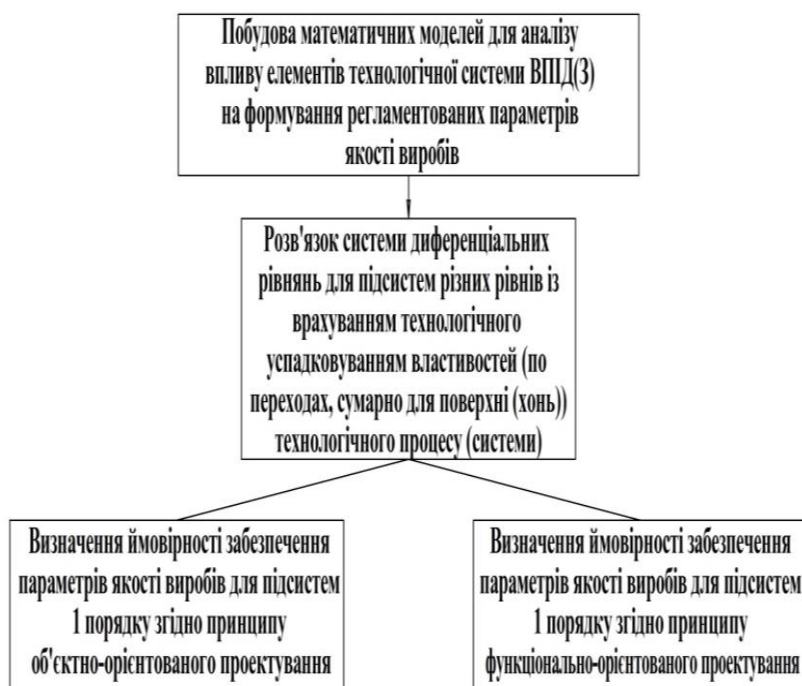 Побудова математичних моделей для аналізу
впливу елементів технологічної системи ВПІД(З)
на формування регламентованих параметрів
якості виробів
Розв'язок системи диференціальних
рівнянь для підсистем різних рівнів із
врахуванням технологічного
успадковуванням властивостей (по
переходах, сумарно для поверхні (хонь))
технологічного процесу (системи)
Визначення ймовірності забезпечення
параметрів якості виробів для підсистем
1 порядку згідно принципу
об'єктно-орієнтованого проектування
Визначення ймовірності забезпечення
параметрів якості виробів для підсистем
1 порядку згідно принципу
функціонально-орієнтованого проектування